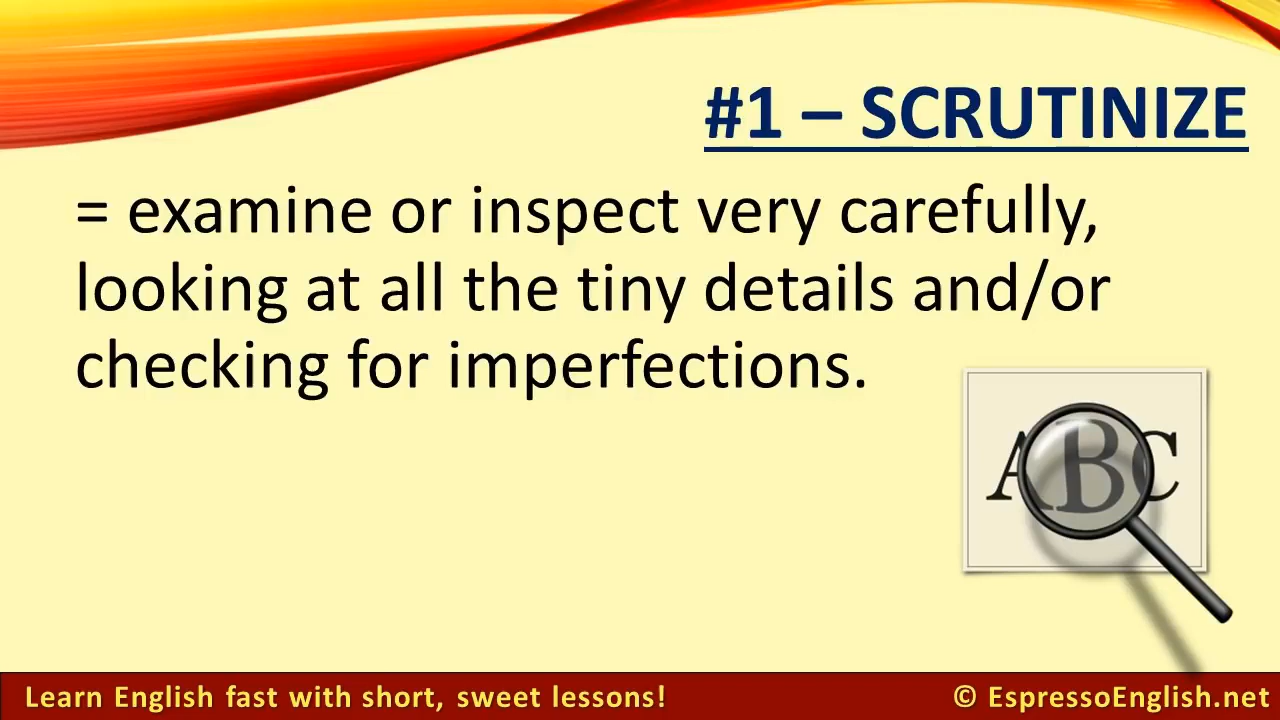 #1 – SCRUTINIZE
= examine or inspect very carefully,
looking at all the tiny details and/or
checking for imperfections.
ABC
Learn English fast with short, sweet lessons!
© EspressoEnglish.net